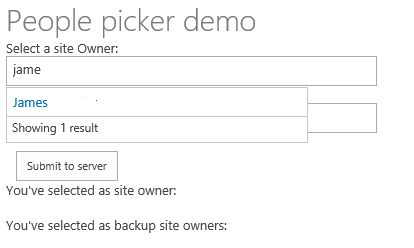 People picker demo
Select a site Owner:
jame
James
Showing 1 result
Submit to server
You've selected as site owner:
You've selected as backup site owners: